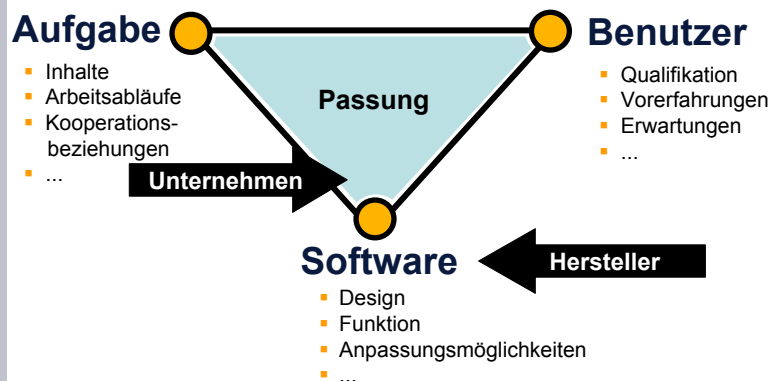 Aufgabe
Benutzer
Inhalte
Arbeitsabläufe
Kooperations-
beziehungen
...
Qualifikation
Vorerfahrungen
Erwartungen
...
Passung
Unternehmen
Software
Hersteller
Design
Funktion
Anpassungsmöglichkeiten
...